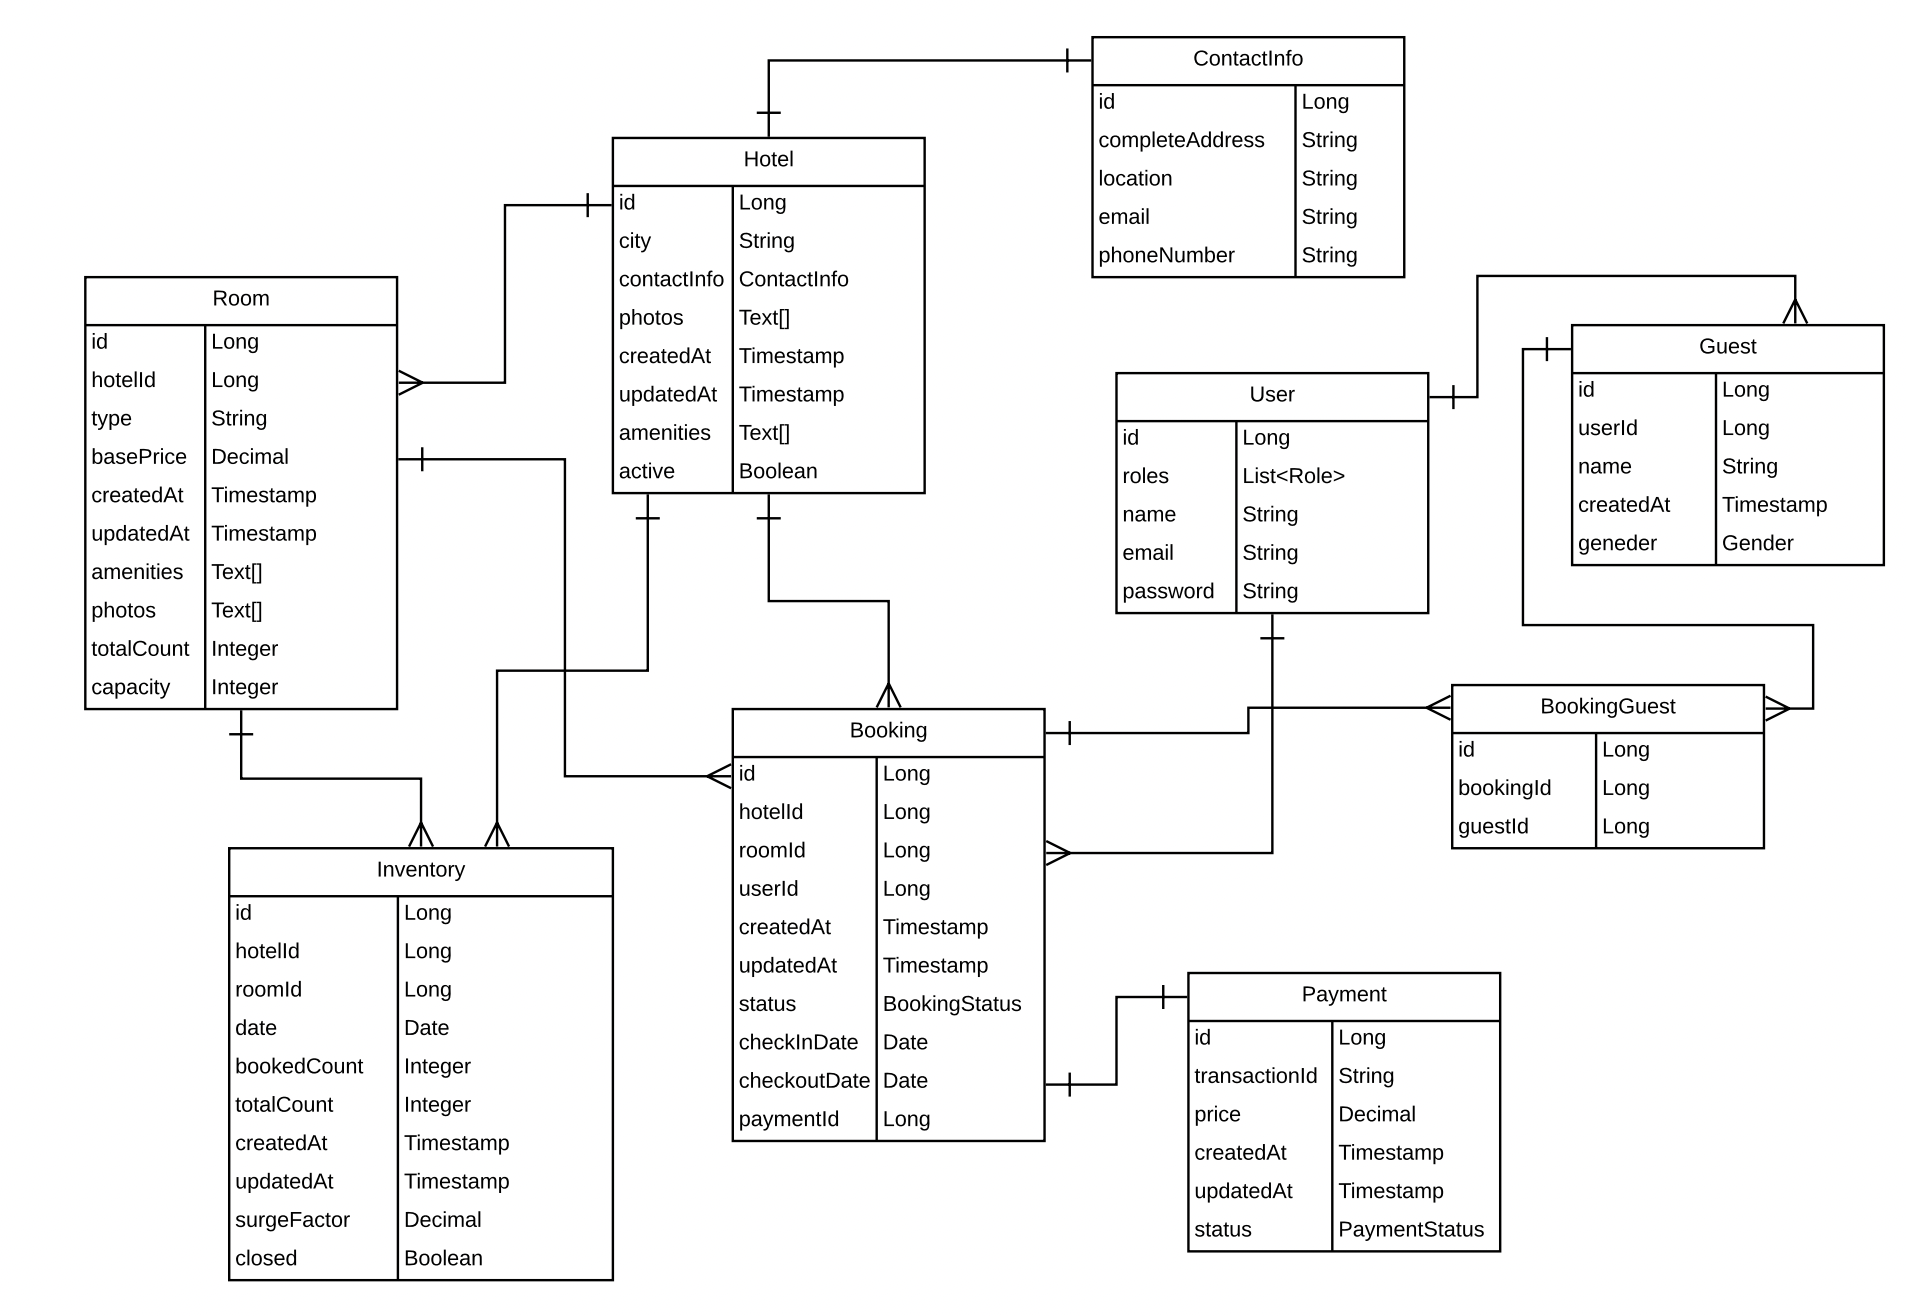 ContactInfo
id Long
completeAddress String
location String
email String
phoneNumber String
Hotel
id Long
city String
contactInfo ContactInfo
photos Text[]
createdAt Timestamp
updatedAt Timestamp
amenities Text[]
active Boolean
Room
id Long
hotelId Long
type String
basePrice Decimal
createdAt Timestamp
updatedAt Timestamp
amenities Text[]
photos Text[]
totalCount Integer
capacity Integer
Guest
id Long
userId Long
name String
createdAt Timestamp
geneder Gender
User
id Long
roles List<Role>
name String
email String
password String
BookingGuest
id Long
bookingId Long
guestId Long
Booking
id Long
hotelId Long
roomId Long
userId Long
createdAt Timestamp
updatedAt Timestamp
status BookingStatus
checkInDate Date
checkoutDate Date
paymentId Long
Inventory
id Long
hotelId Long
roomId Long
date Date
bookedCount Integer
totalCount Integer
createdAt Timestamp
updatedAt Timestamp
surgeFactor Decimal
closed Boolean
Payment
id Long
transactionId String
price Decimal
createdAt Timestamp
updatedAt Timestamp
status PaymentStatus